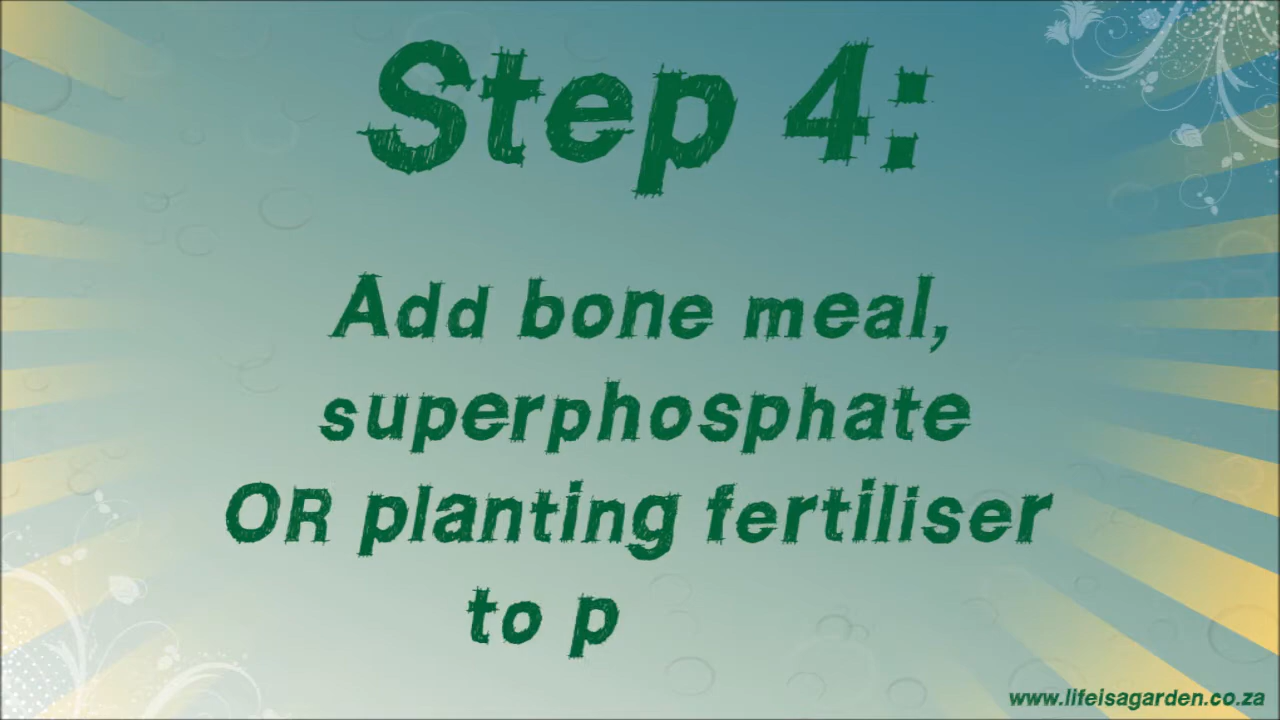 Step 4:
Add bone meal,
superphosphate
OR planting fertiliser
to p
www.lifeisagarden.co.za